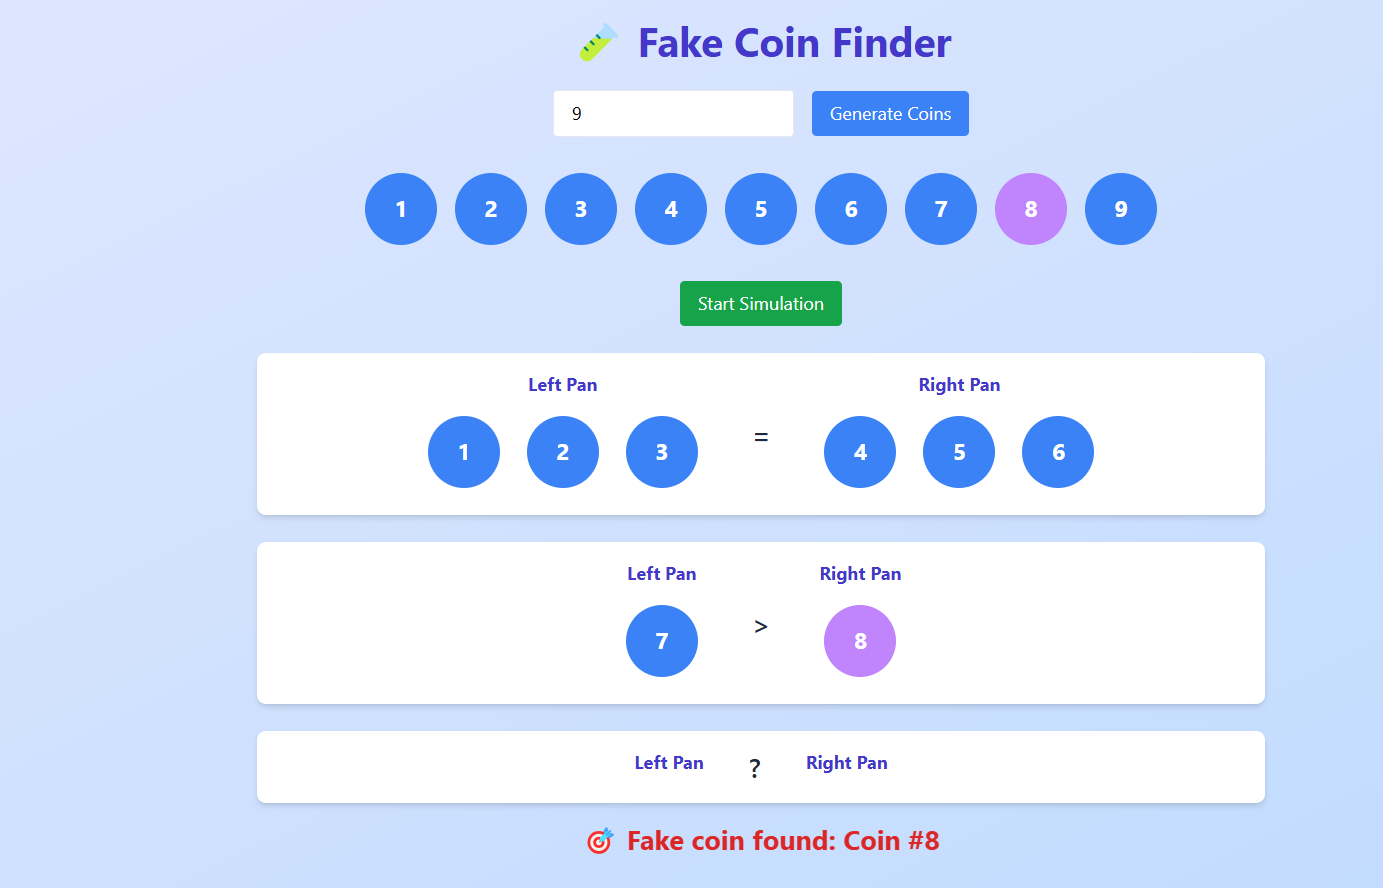 Fake Coin Finder
9 Generate Coins
1 2 3 4 5 6 7 8 9
Start Simulation
Left Pan Right Pan
1 2 3 = 4 5 6
Left Pan Right Pan
7 > 8
Left Pan ? Right Pan
Fake coin found: Coin #8